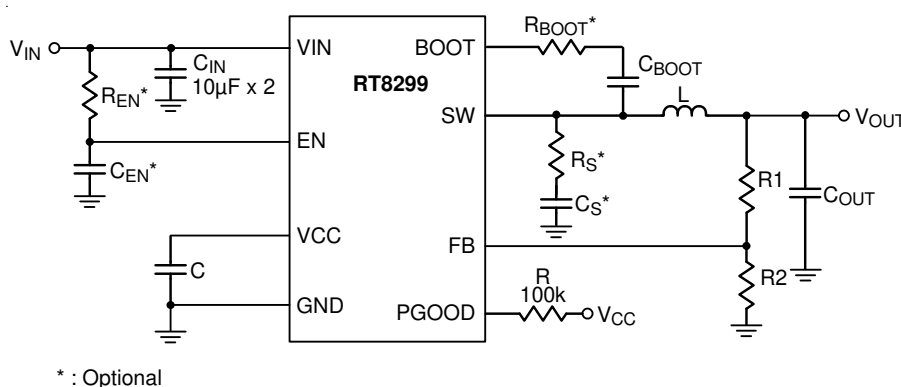 VIN
CIN
10µF x 2
REN*
CEN*
VIN
EN
VCC
GND
C
RT8299
BOOT
SW
FB
PGOOD
RBOOT*
CBOOT
L
VOUT
RS*
CS*
R1
COUT
R2
R
100k
VCC
* : Optional